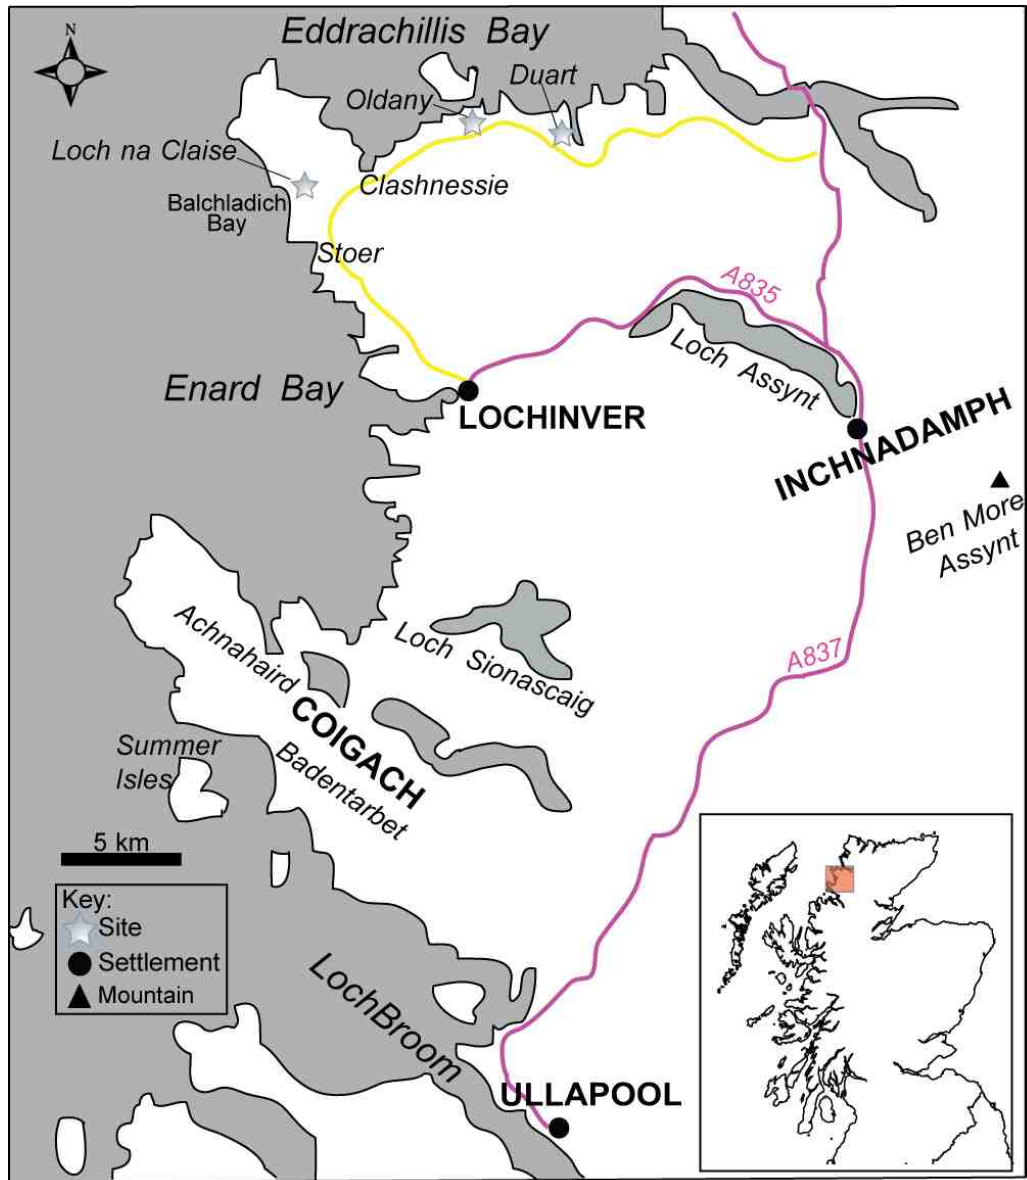 N
Eddrachillis Bay
Duart
Oldany
Loch na Claise
Clashnessie
Balchladich
Bay
Stoer
A835
Loch Assynt
Enard Bay
LOCHINVER
INCHNADAMPH
Ben More
Assynt
Achnahaird
Loch Sionascaig
A837
COIGACH
Summer
Isles
Badentarbet
5 km
Key:
Site
Settlement
Mountain
LochBroom
ULLAPOOL